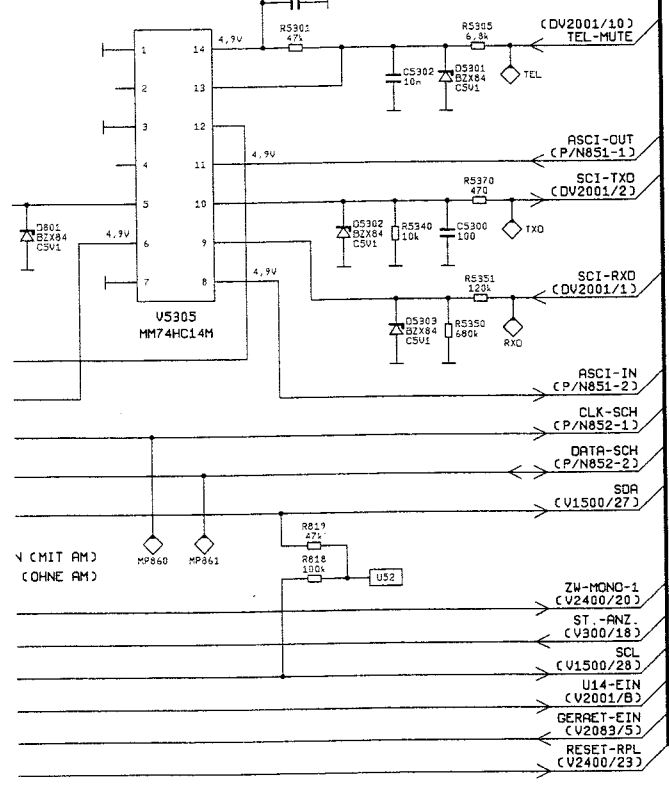 R5301
47k
4,9V
R5305
6,8k
(DV2001/10)
TEL-MUTE
C5302
10n
D5301
BZX84
C5V1
TEL
1
14
2
13
3
12
4
11
5
10
6
9
7
8
4,9V
ASCI-OUT
(P/N851-1)
R5370
470
SCI-TXD
(DV2001/2)
D801
BZX84
C5V1
4,9V
D5302
BZX84
C5V1
R5340
10k
C5300
100
TXD
4,9V
R5351
120k
SCI-RXD
(DV2001/1)
V5305
MM74HC14M
D5303
BZX84
C5V1
R5350
680k
RXD
ASCI-IN
(P/N851-2)
CLK-SCH
(P/N852-1)
DATA-SCH
(P/N852-2)
SDA
(V1500/27)
MP860
MP861
R819
47k
N (MIT AM)
(OHNE AM)
R818
100k
U52
ZW-MONO-1
(V2400/20)
ST.-ANZ.
(V300/18)
SCL
(V1500/28)
U14-EIN
(V2001/B)
GERAET-EIN
(V2083/5)
RESET-RPL
(V2400/23)